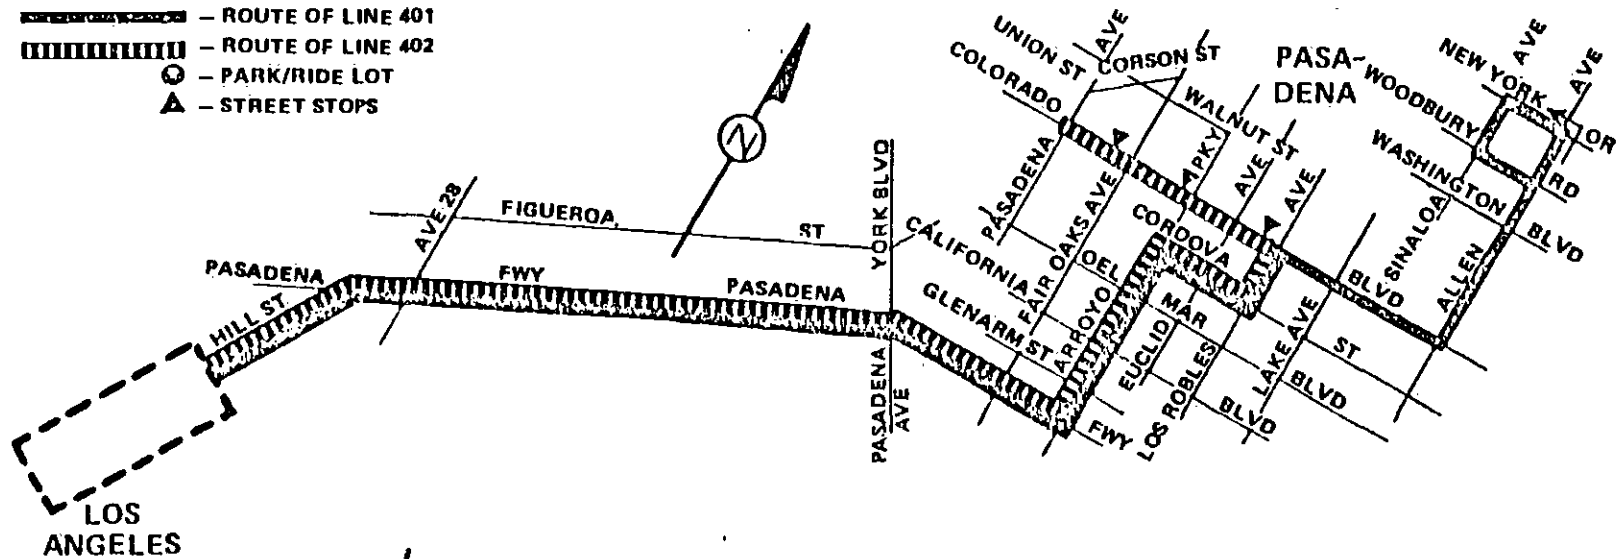 – ROUTE OF LINE 401
– ROUTE OF LINE 402
– PARK/RIDE LOT
– STREET STOPS
N
LOS
ANGELES
HILL ST
PASADENA
FWY
PASADENA
AVE 28
FIGUEROA
ST
YORK BLVD
PASADENA
AVE
UNION ST
COLORADO
AVE
CORSON ST
WALNUT ST
PASA-
DENA
PASADENA
FAIR OAKS AVE
CALIFORNIA
GLENARM ST
ARROYO
PKY
CORDOVA
AVE
AVE
OEL
MAR
BLVD
EUCLID
LOS ROBLES
LAKE AVE
BLVD
ST
BLVD
FWY
SINALOA
AVE
ALLEN
AVE
NEW YORK
OR
WOODBURY
RD
WASHINGTON
BLVD